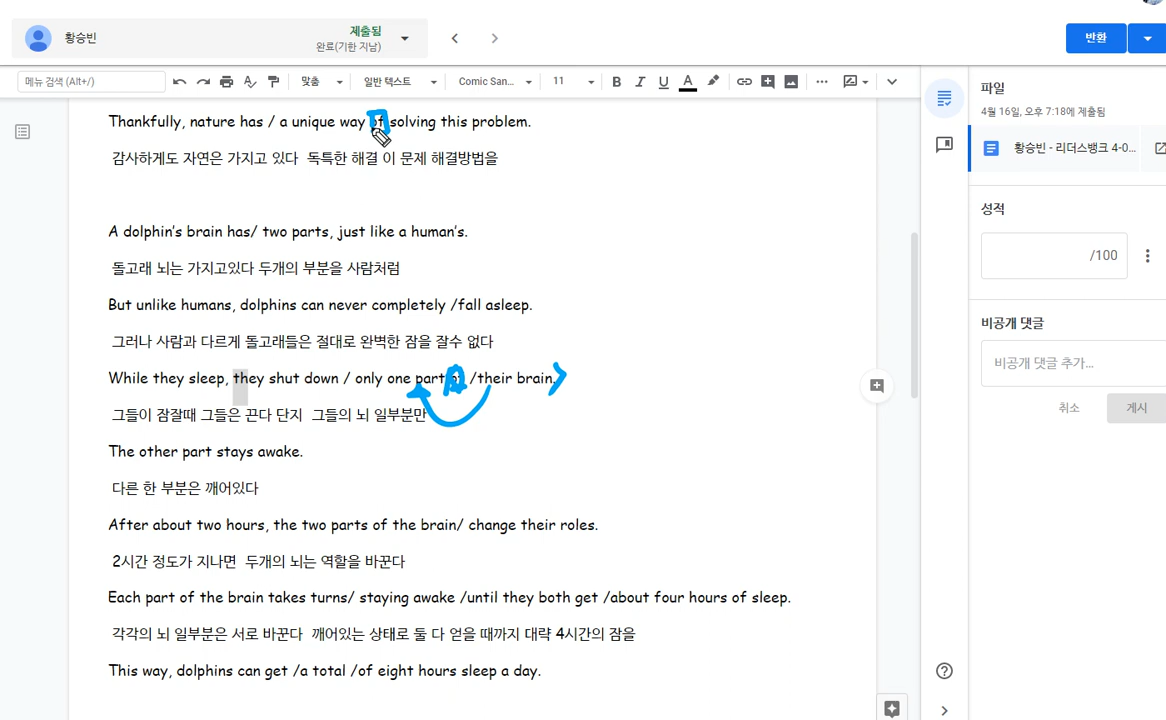 황승빈
제출됨
완료(기한 지남)
반환
메뉴 검색 (Alt+/)
맞춤
일반 텍스트
Comic San...
11
Thankfully, nature has / a unique way of solving this problem.
감사하게도 자연은 가지고 있다 독특한 해결 이 문제 해결방법을
A dolphin's brain has/ two parts, just like a human's.
돌고래 뇌는 가지고있다 두개의 부분을 사람처럼
But unlike humans, dolphins can never completely /fall asleep.
그러나 사람과 다르게 돌고래들은 절대로 완벽한 잠을 잘수 없다
While they sleep, they shut down / only one part of /their brain.
그들이 잠잘때 그들은 끈다 단지 그들의 뇌 일부분만
The other part stays awake.
다른 한 부분은 깨어있다
After about two hours, the two parts of the brain/ change their roles.
2시간 정도가 지나면 두개의 뇌는 역할을 바꾼다
Each part of the brain takes turns/ staying awake /until they both get /about four hours of sleep.
각각의 뇌 일부분은 서로 바꾼다 깨어있는 상태로 둘 다 얻을 때까지 대략 4시간의 잠을
This way, dolphins can get /a total /of eight hours sleep a day.
파일
4월 16일, 오후 7:18에 제출됨
황승빈 - 리더스뱅크 4-0...
성적
/100
비공개 댓글
비공개 댓글 추가...
취소
게시